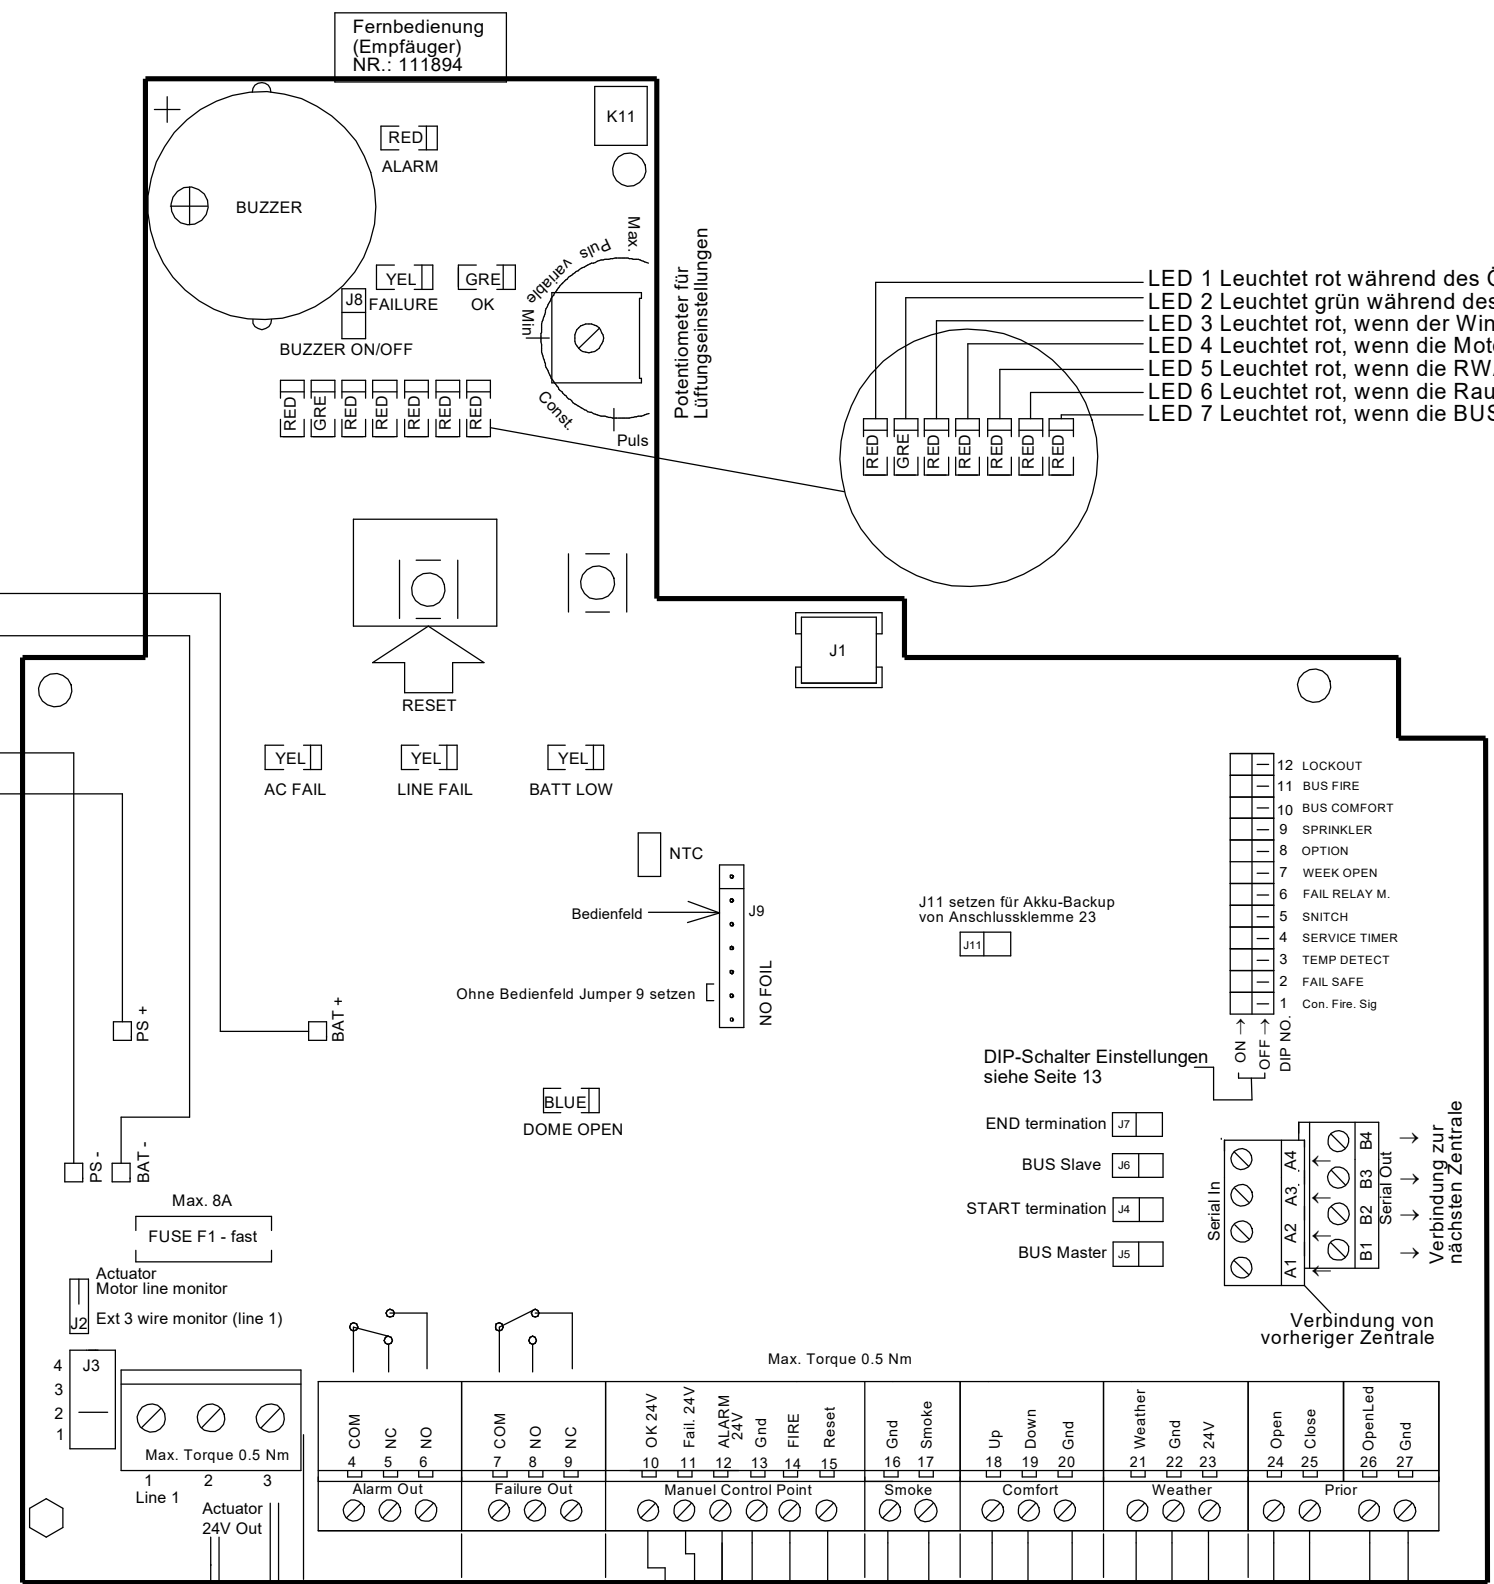 Fernbedienung
(Empfäuger)
NR.: 111894
K11
RED
ALARM
BUZZER
Max.
Puls variable
Min
Const.
Puls
Potentiometer für
Lüftungseinstellungen
YEL
FAILURE
GRE
OK
J8
BUZZER ON/OFF
RED
GRE
RED
RED
RED
RED
RED
LED 1 Leuchtet rot während des
LED 2 Leuchtet grün während des
LED 3 Leuchtet rot, wenn der
LED 4 Leuchtet rot, wenn die
LED 5 Leuchtet rot, wenn die
LED 6 Leuchtet rot, wenn die
LED 7 Leuchtet rot, wenn die
RED
GRE
RED
RED
RED
RED
RED
RESET
J1
YEL
AC FAIL
YEL
LINE FAIL
YEL
BATT LOW
12 LOCKOUT
11 BUS FIRE
10 BUS COMFORT
9 SPRINKLER
8 OPTION
7 WEEK OPEN
6 FAIL RELAY M.
5 SNITCH
4 SERVICE TIMER
3 TEMP DETECT
2 FAIL SAFE
1 Con. Fire. Sig
ON →
OFF →
DIP NO.
NTC
Bedienfeld
J9
J11 setzen für Akku-Backup
von Anschlussklemme 23
J11
Ohne Bedienfeld Jumper 9 setzen
NO FOIL
PS +
BAT +
DIP-Schalter Einstellungen
siehe Seite 13
BLUE
DOME OPEN
END termination J7
BUS Slave J6
START termination J4
BUS Master J5
Serial In
A4
A3
A2
A1
B4
B3
B2
B1
Serial Out
Verbindung zur
nächsten Zentrale
Verbindung von
vorheriger Zentrale
PS -
BAT -
Max. 8A
FUSE F1 - fast
Actuator
Motor line monitor
J2
Ext 3 wire monitor (line 1)
J3
4
3
2
1
Max. Torque 0.5 Nm
Max. Torque 0.5 Nm
1
2
3
Line 1
Actuator
24V Out
COM
NC
NO
4
5
6
Alarm Out
COM
NO
NC
7
8
9
Failure Out
OK 24V
Fail. 24V
ALARM
24V
Gnd
FIRE
Reset
10
11
12
13
14
15
Manuel Control Point
Gnd
Smoke
16
17
Smoke
Up
Down
Gnd
18
19
20
Comfort
Weather
Gnd
24V
21
22
23
Weather
Open
Close
OpenLed
Gnd
24
25
26
27
Prior